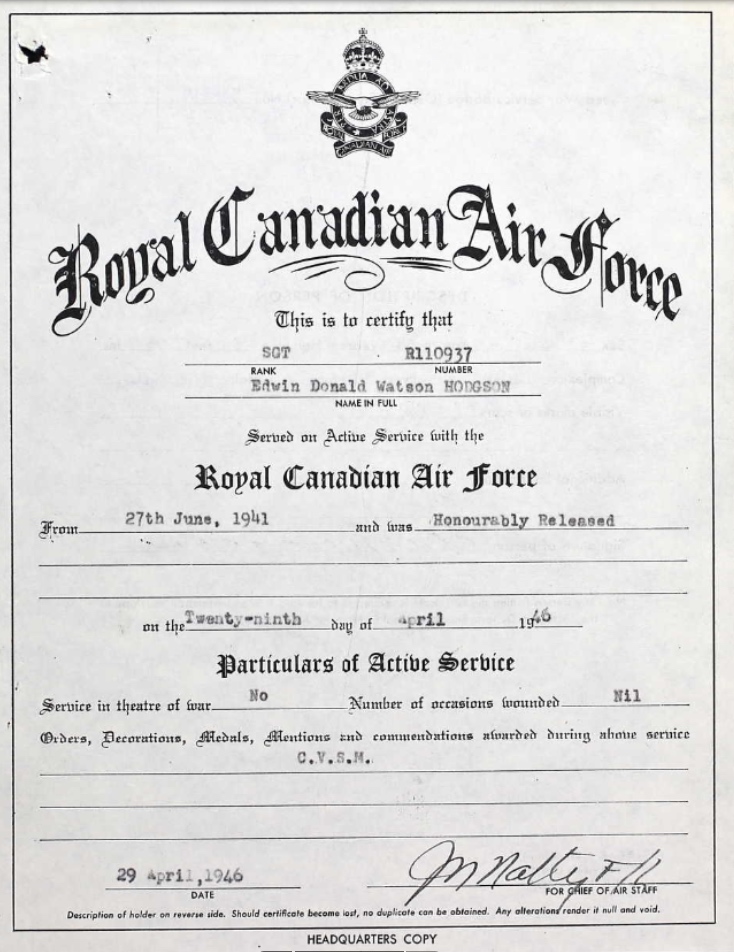 CANADIAN AIR
Royal Canadian Air Force
This is to certify that
SGT R110937
RANK NUMBER
Edwin Donald Watson HODGSON
NAME IN FULL
Served on Active Service with the
Royal Canadian Air Force
From 27th June, 1941 and was Honourably Released
on the Twenty-ninth day of April 1946
Particulars of Active Service
Service in theatre of war No Number of occasions wounded Nil
Orders, Decorations, Medals, Mentions and commendations awarded during above service
C.V.S.M.
29 April,1946
DATE FOR CHIEF OF AIR STAFF
Description of holder on reverse side. Should certificate become lost, no duplicate can be obtained. Any alterations render it null and void.
HEADQUARTERS COPY